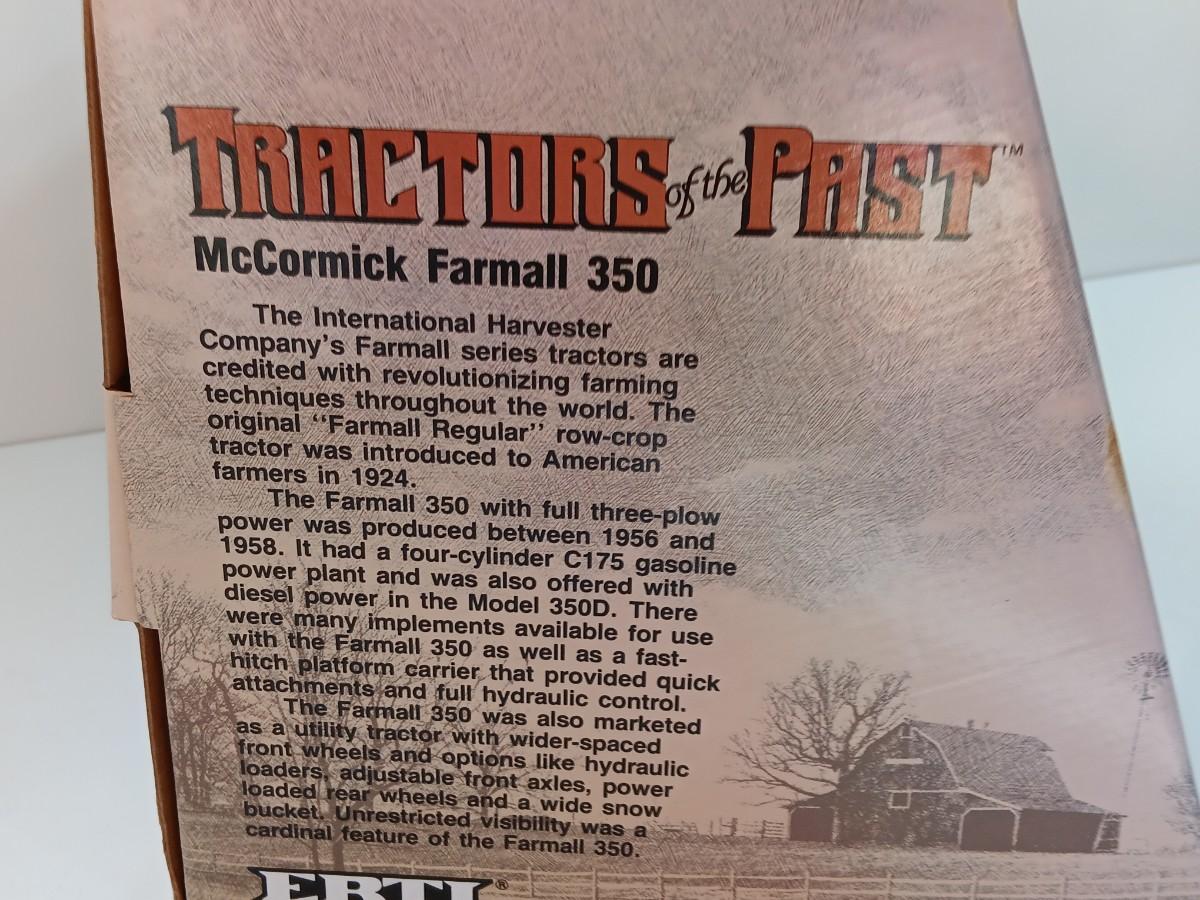 TRACTORS of the PAST™
McCormick Farmall 350
The International Harvester
Company's Farmall series tractors are
credited with revolutionizing farming
techniques throughout the world. The
original "Farmall Regular" row-crop
tractor was introduced to American
farmers in 1924.
The Farmall 350 with full three-plow
power was produced between 1956 and
1958. It had a four-cylinder C175 gasoline
power plant and was also offered with
diesel power in the Model 350D. There
were many implements available for use
with the Farmall 350 as well as a fast-
hitch platform carrier that provided quick
attachments and full hydraulic control.
The Farmall 350 was also marketed
as a utility tractor with wider-spaced
front wheels and options like hydraulic
loaders, adjustable front axles, power
loaded rear wheels and a wide snow
bucket. Unrestricted visibility was a
cardinal feature of the Farmall 350.
ERTL®